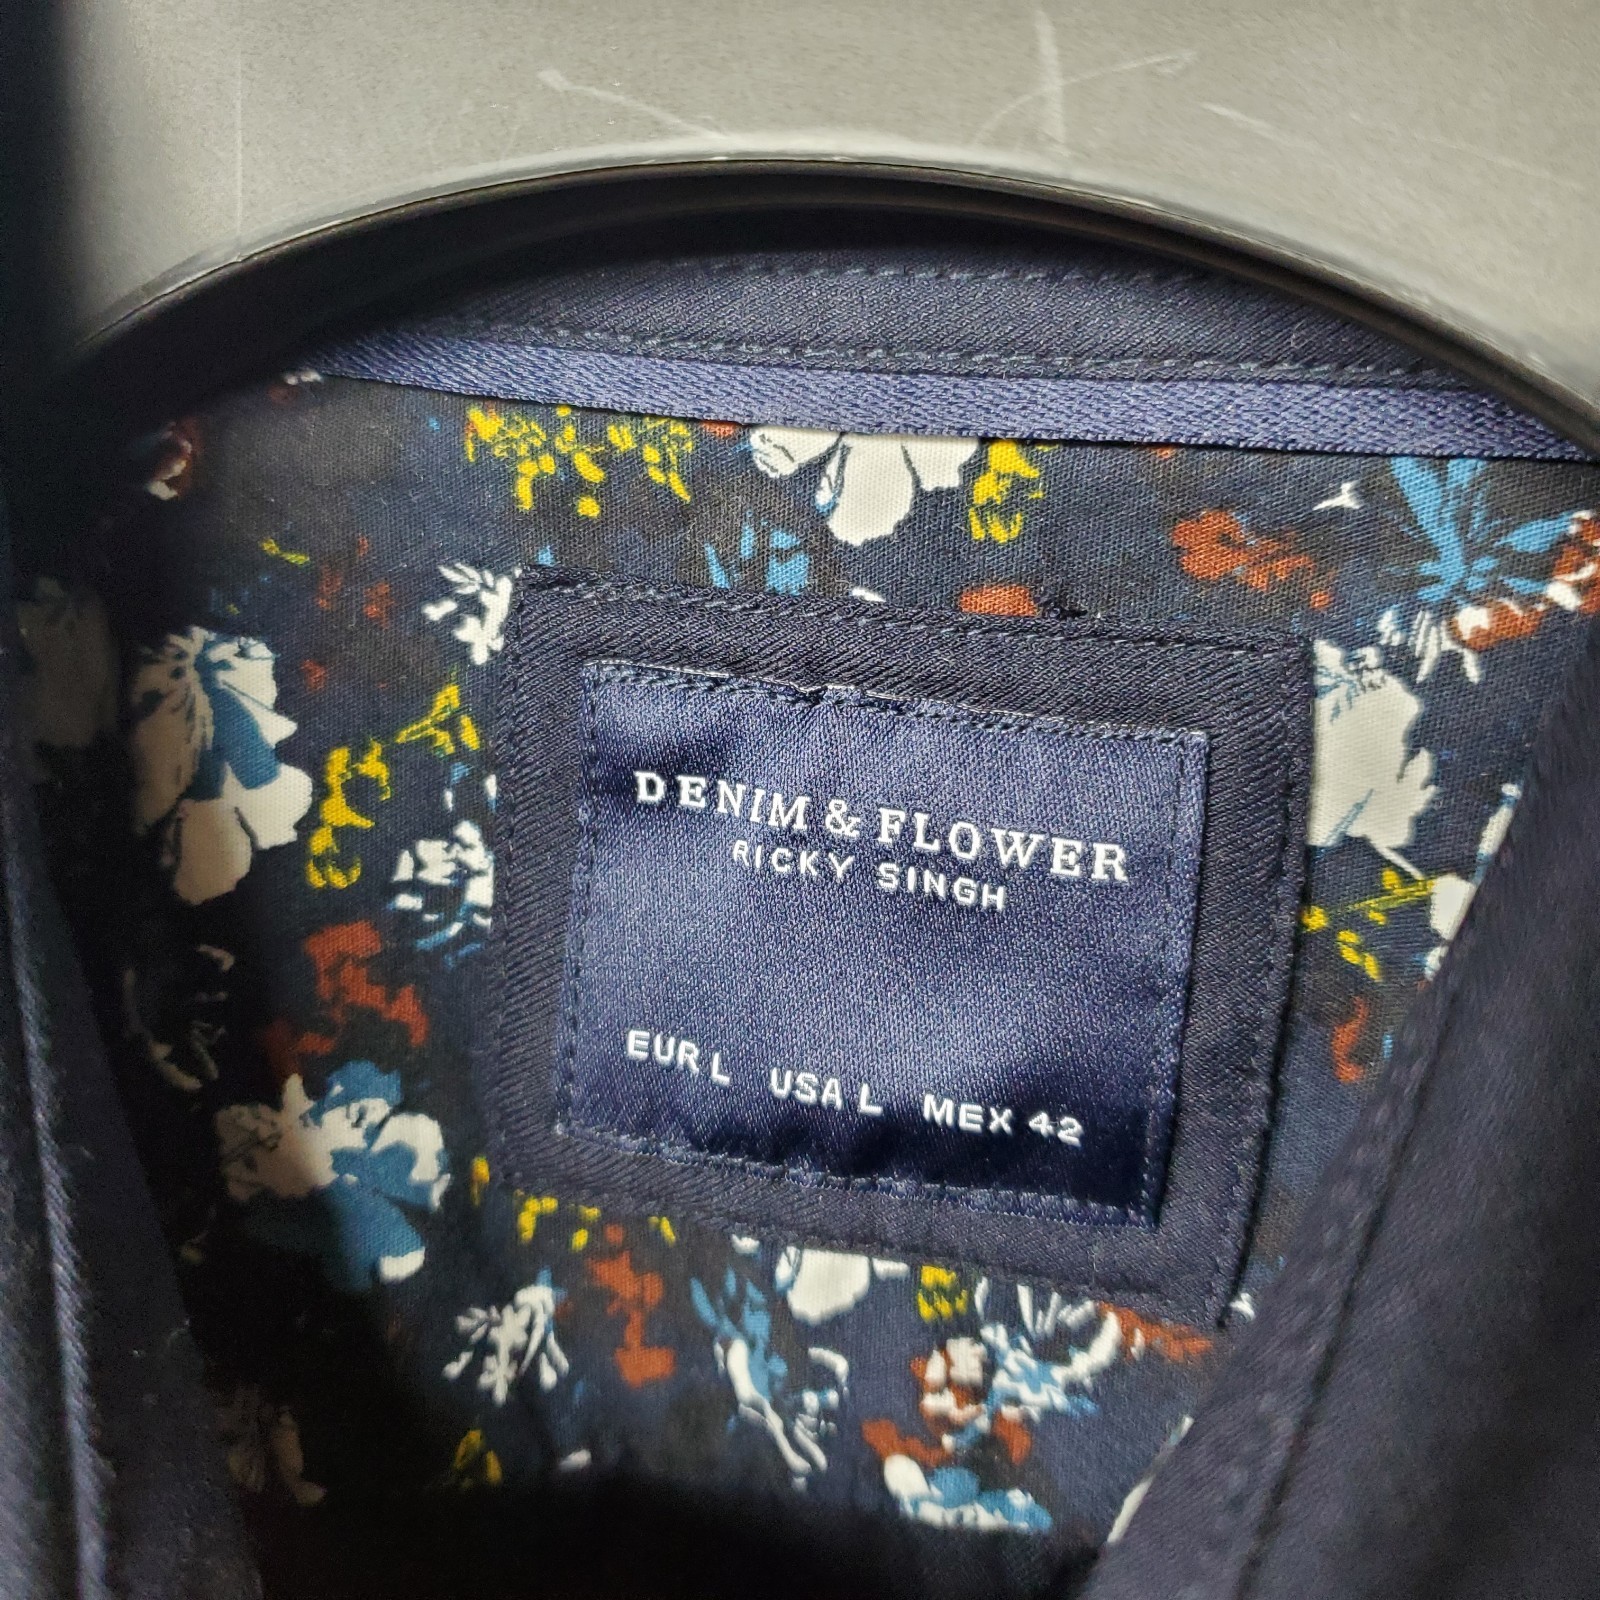 DENIM & FLOWER
RICKY SINGH
EUR L USA L MEX 42